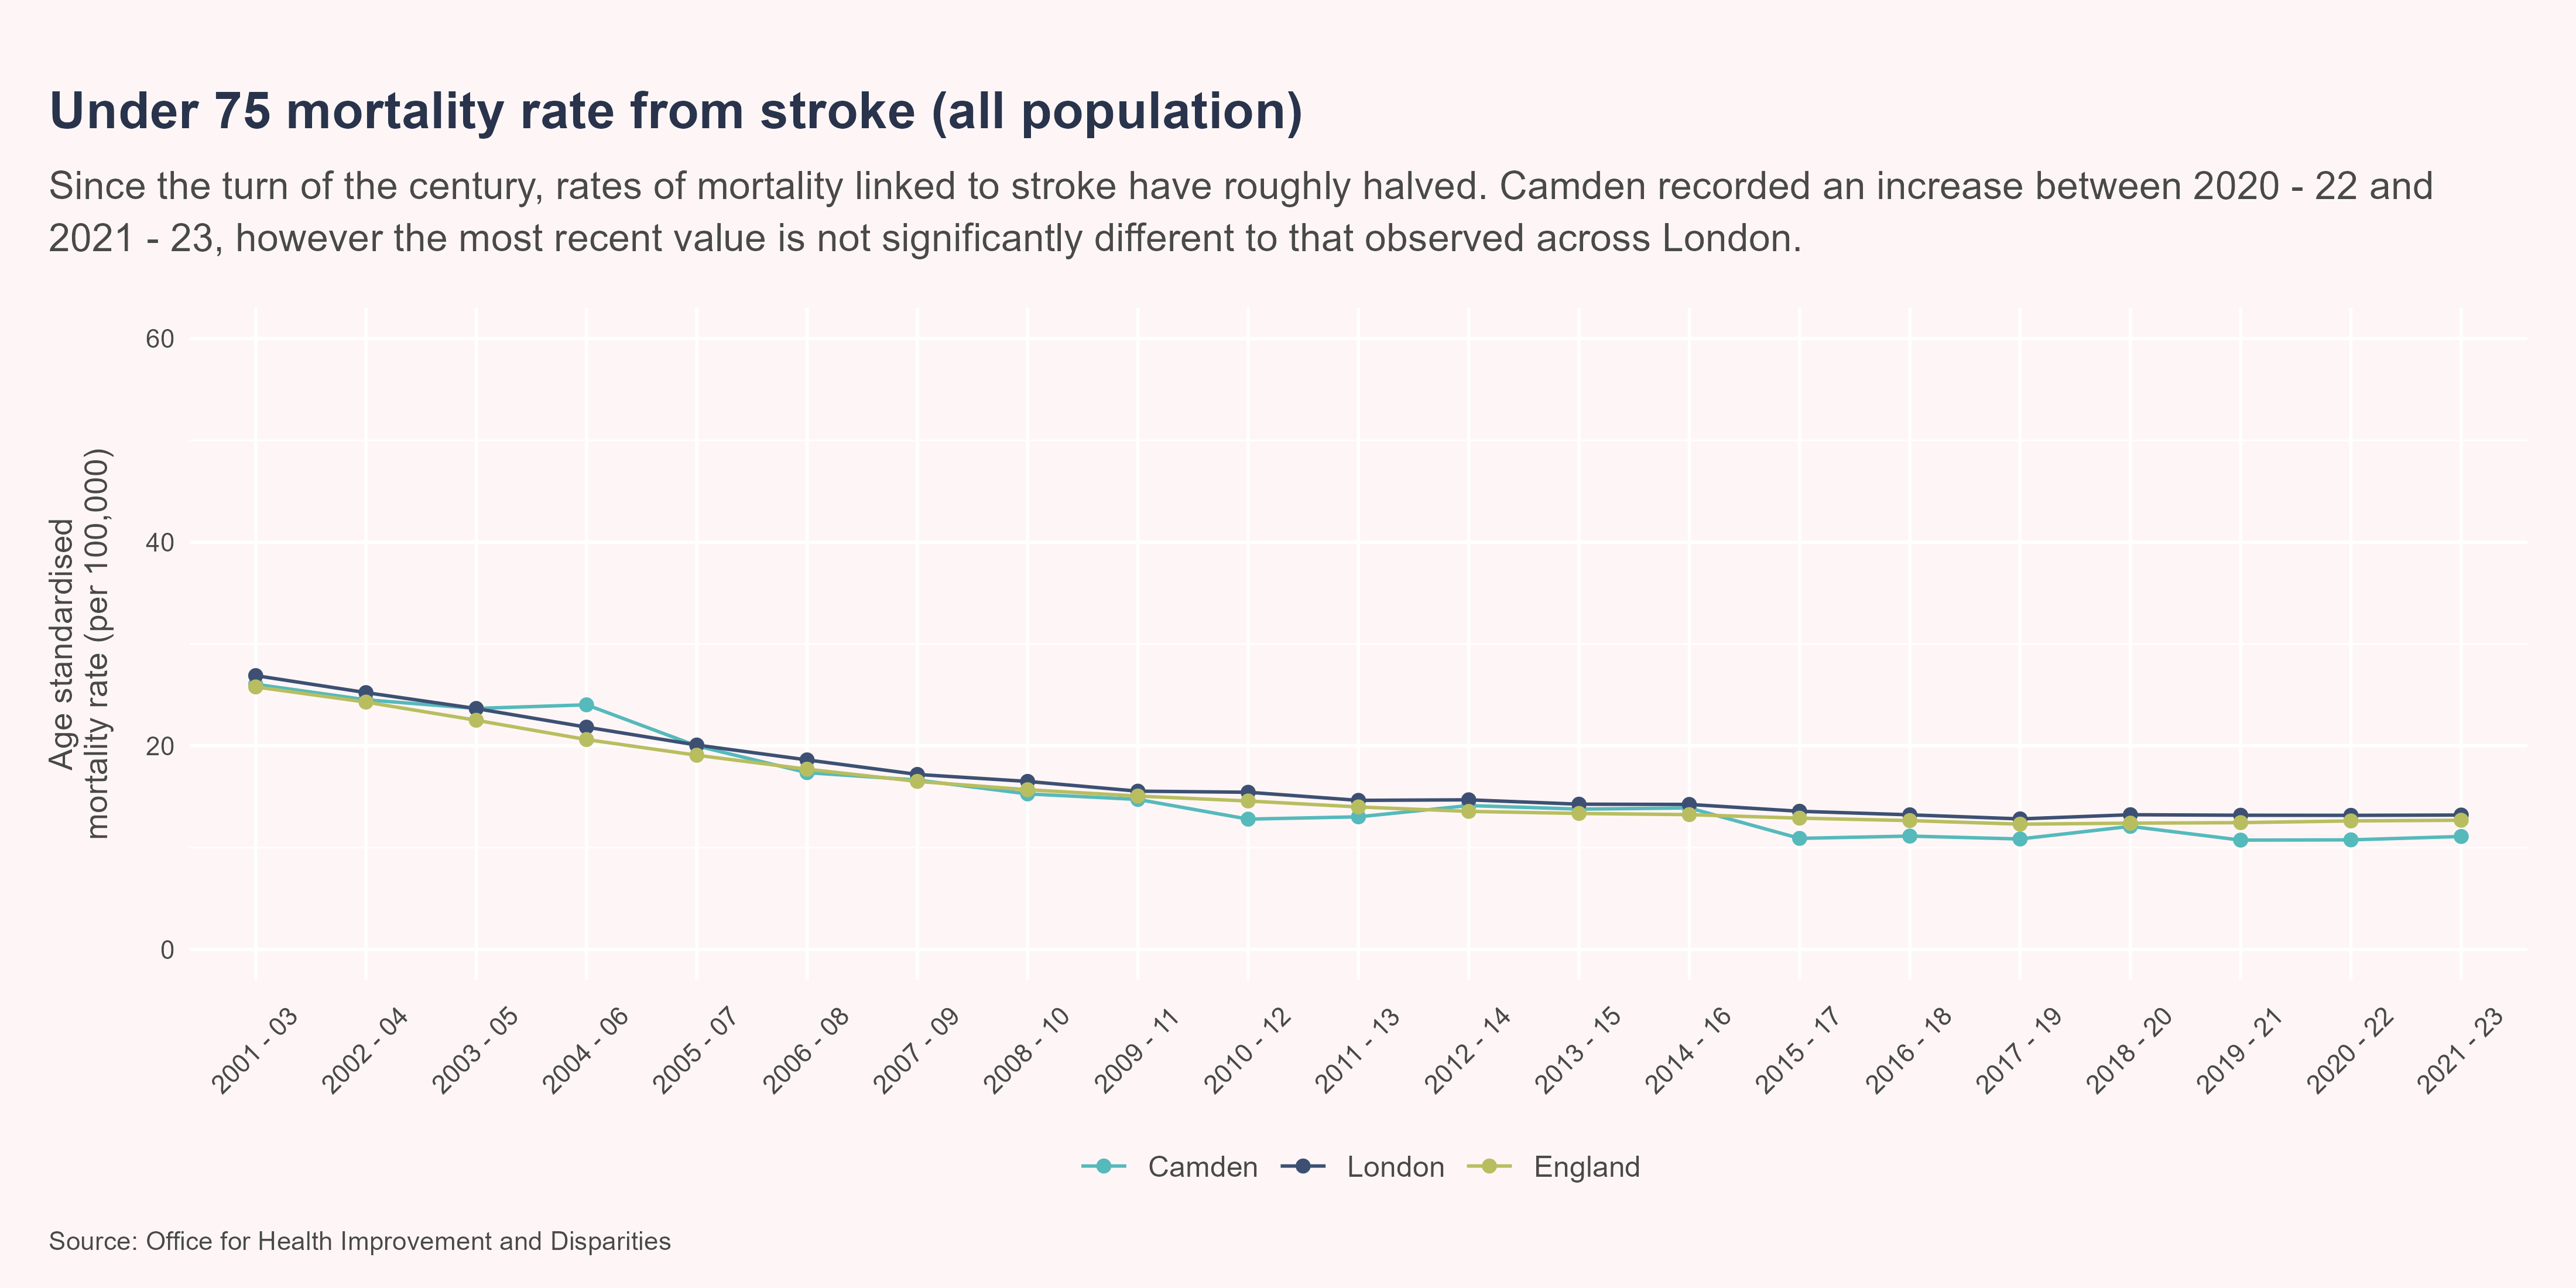 Under 75 mortality rate from stroke (all population)
Since the turn of the century, rates of mortality linked to stroke have roughly halved. Camden recorded an increase between 2020 - 22 and
2021 - 23, however the most recent value is not significantly different to that observed across London.
Age standardised
mortality rate (per 100,000)
60
40
20
0
2001 - 03
2002 - 04
2003 - 05
2004 - 06
2005 - 07
2006 - 08
2007 - 09
2008 - 10
2009 - 11
2010 - 12
2011 - 13
2012 - 14
2013 - 15
2014 - 16
2015 - 17
2016 - 18
2017 - 19
2018 - 20
2019 - 21
2020 - 22
2021 - 23
Camden London England
Source: Office for Health Improvement and Disparities